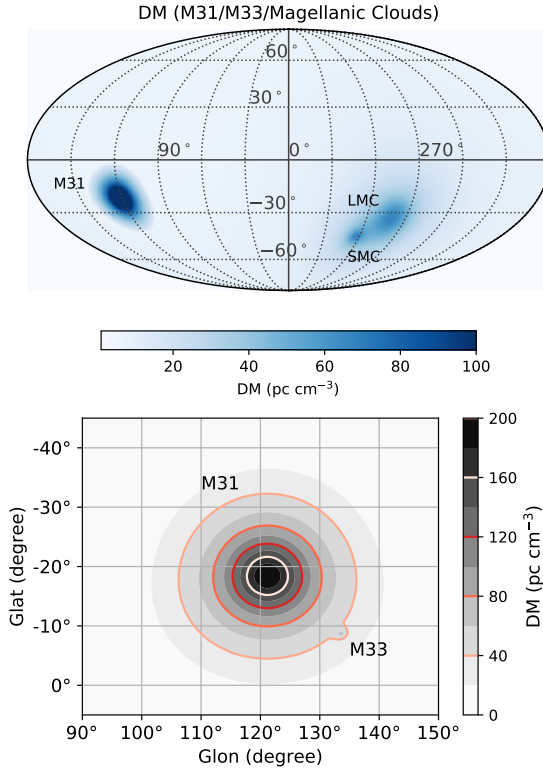 DM (M31/M33/Magellanic Clouds)
60°
30°
90° 0° 270°
M31
−30°
LMC
−60°
SMC
20 40 60 80 100
DM (pc cm⁻³)
-40°
-30°
-20°
-10°
0°
Glat (degree)
M31
M33
90° 100° 110° 120° 130° 140° 150°
Glon (degree)
200
160
120
80
40
0
DM (pc cm⁻³)